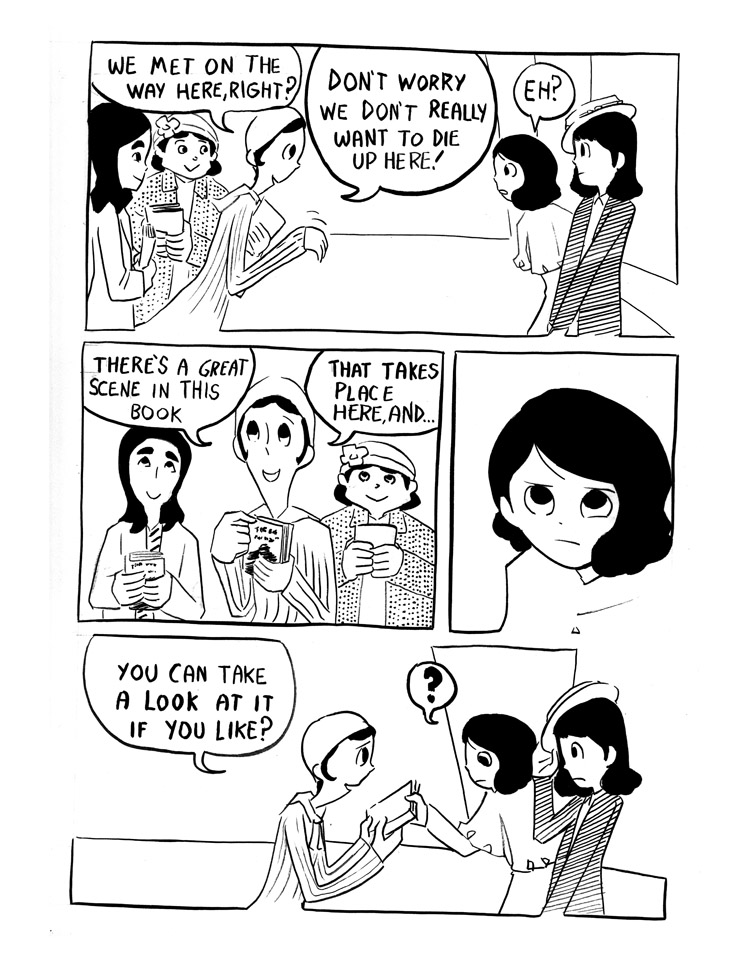 WE MET ON THE
WAY HERE, RIGHT?
DON'T WORRY
WE DON'T REALLY
WANT TO DIE
UP HERE!
EH?
THERE'S A GREAT
SCENE IN THIS
BOOK
THAT TAKES
PLACE
HERE, AND...
YOU CAN TAKE
A LOOK AT IT
IF YOU LIKE?
?